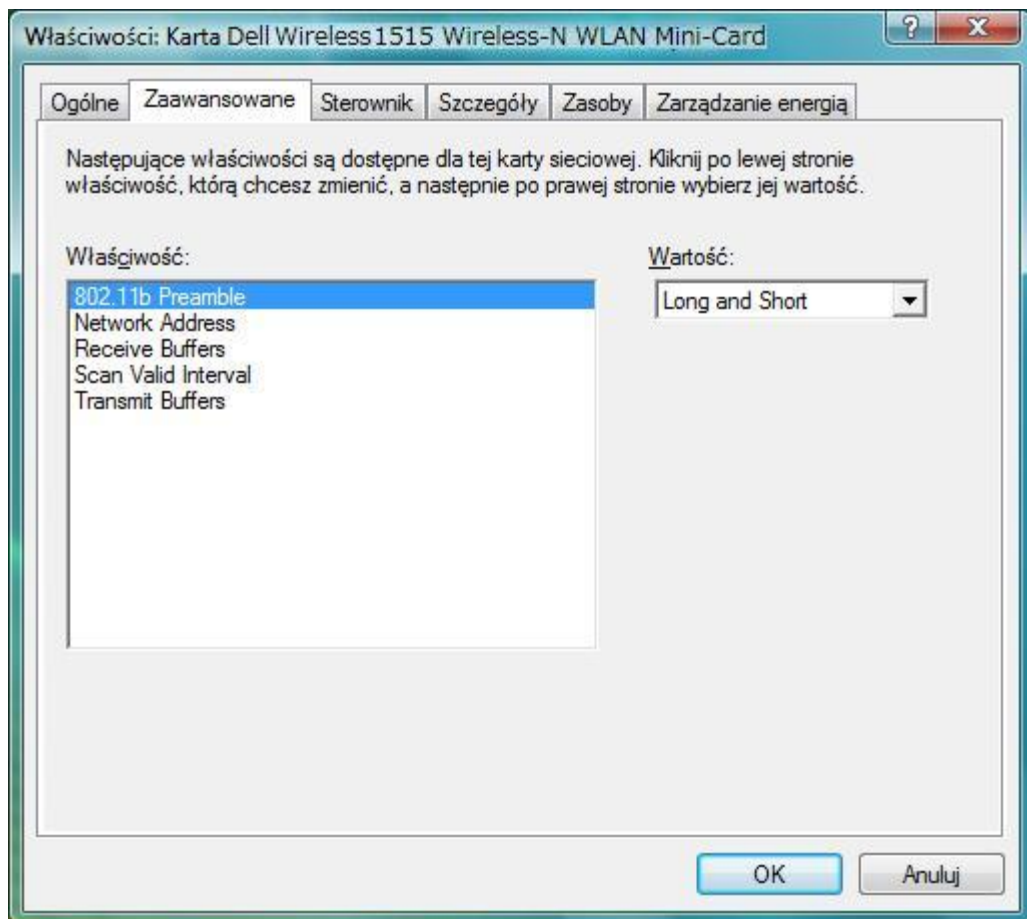 Właściwości: Karta Dell Wireless1515 Wireless-N WLAN Mini-Card
? X
Ogólne Zaawansowane Sterownik Szczegóły Zasoby Zarządzanie energią
Następujące właściwości są dostępne dla tej karty sieciowej. Kliknij po lewej stronie
właściwość, którą chcesz zmienić, a następnie po prawej stronie wybierz jej wartość.
Właściwość: Wartość:
802.11b Preamble Long and Short
Network Address
Receive Buffers
Scan Valid Interval
Transmit Buffers
OK Anuluj